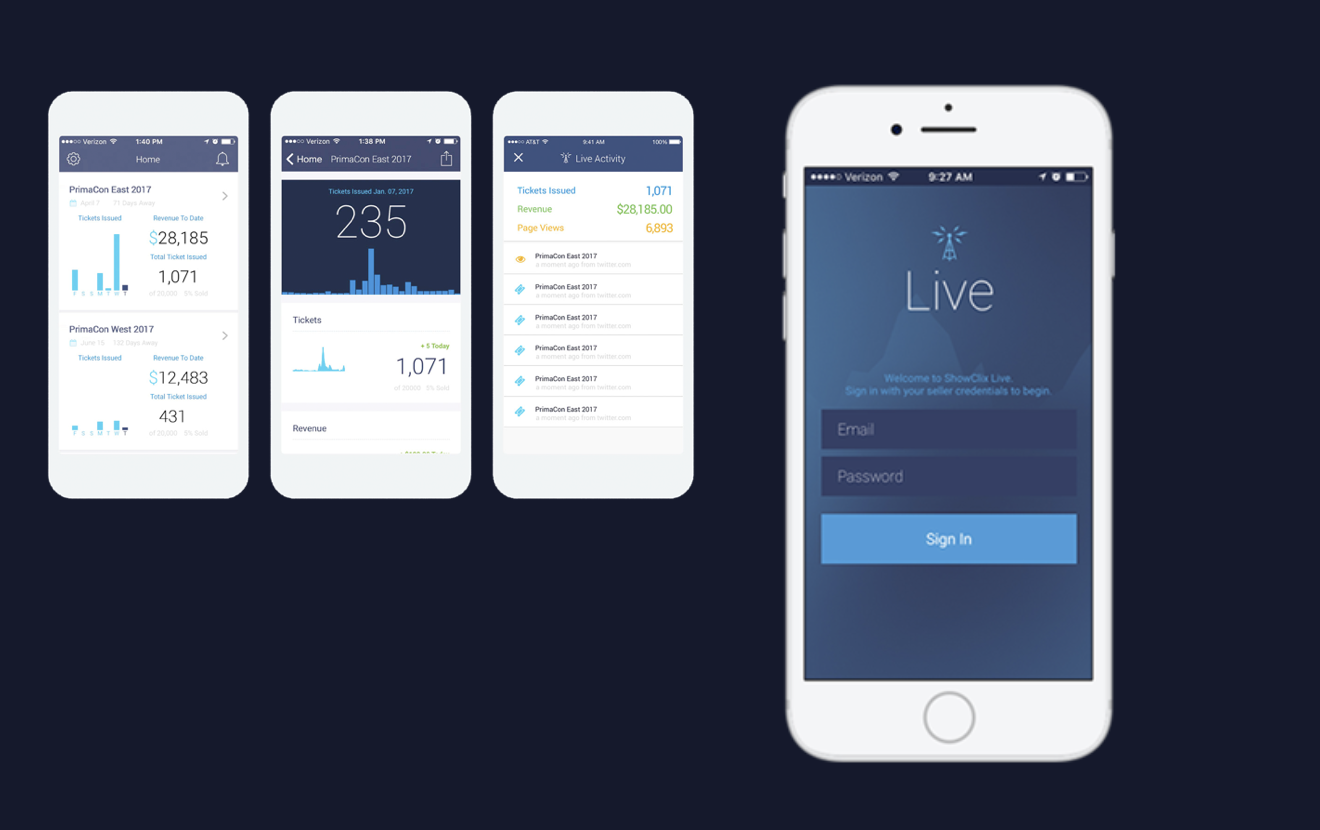 Verizon 1:40 PM
Home
PrimaCon East 2017
April 7 71 Days Away
Tickets Issued Revenue To Date
$28,185
Total Ticket Issued
1,071
F S S M T W T of 20,000 5% Sold
PrimaCon West 2017
June 15 132 Days Away
Tickets Issued Revenue To Date
$12,483
Total Ticket Issued
431
F S S M T W T of 20,000 5% Sold
Verizon 1:38 PM
Home PrimaCon East 2017
Tickets Issued Jan. 07, 2017
235
Tickets
+ 5 Today
1,071
5% Sold
Revenue
AT&T 9:41 AM 100%
Live Activity
Tickets Issued 1,071
Revenue $28,185.00
Page Views 6,893
PrimaCon East 2017
a moment ago from twitter.com
PrimaCon East 2017
a moment ago from twitter.com
PrimaCon East 2017
a moment ago from twitter.com
PrimaCon East 2017
a moment ago from twitter.com
PrimaCon East 2017
a moment ago from twitter.com
PrimaCon East 2017
a moment ago from twitter.com
Verizon 9:27 AM
Live
Welcome to ShowClix Live.
Sign in with your seller credentials to begin.
Email
Password
Sign In